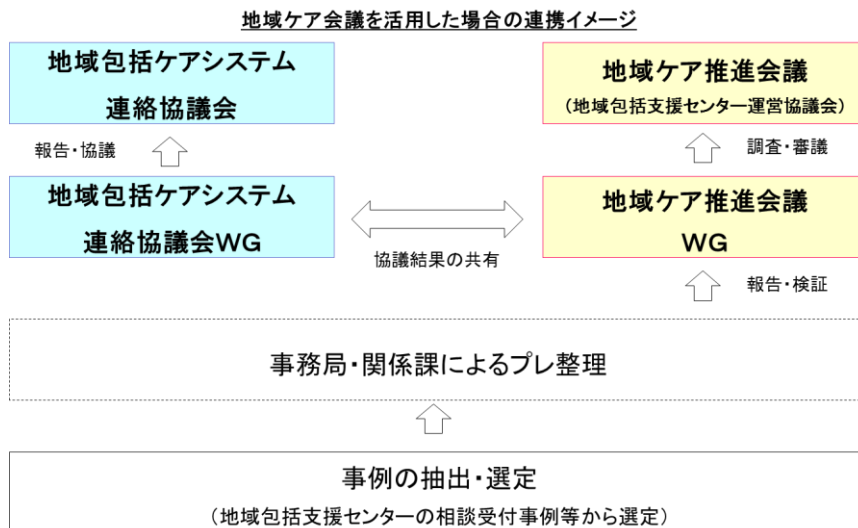 地域ケア会議を活用した場合の連携イメージ
地域包括ケアシステム
連絡協議会
地域ケア推進会議
(地域包括支援センター運営協議会)
報告・協議
調査・審議
地域包括ケアシステム
連絡協議会WG
協議結果の共有
地域ケア推進会議
WG
報告・検証
事務局・関係課によるプレ整理
事例の抽出・選定
(地域包括支援センターの相談受付事例等から選定)